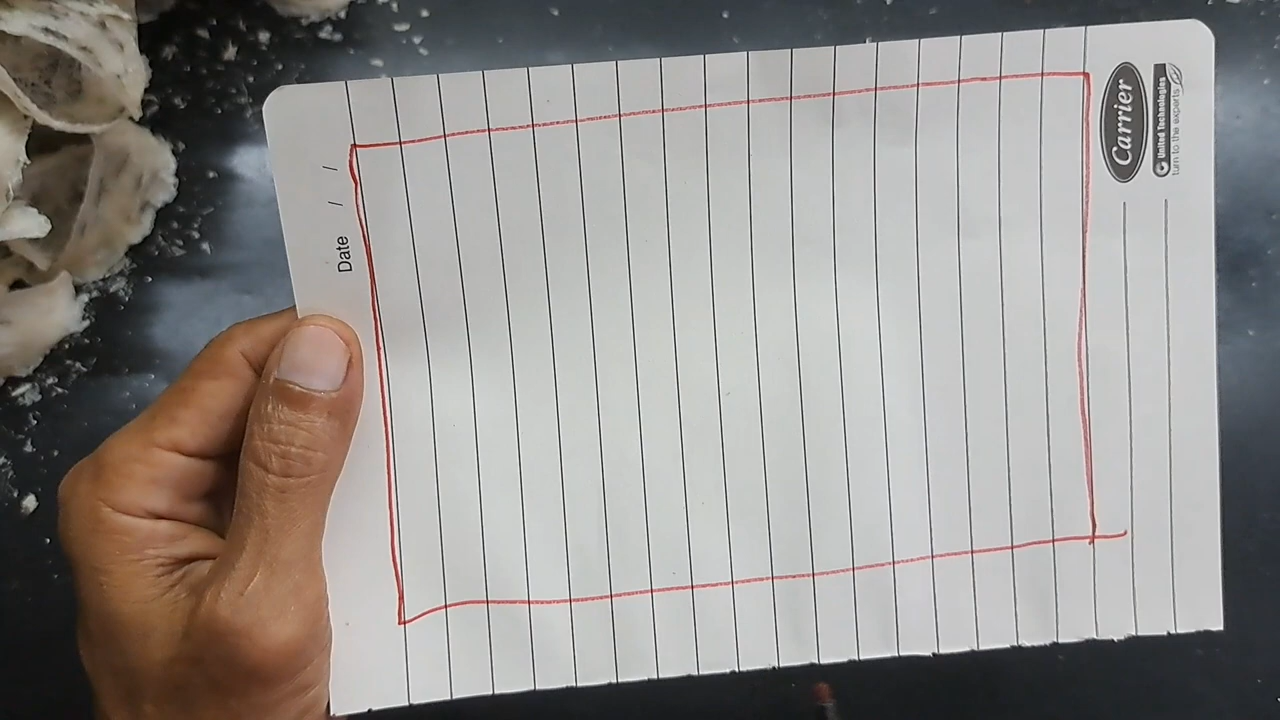 Carrier
United Technologies
turn to the experts
Date / /